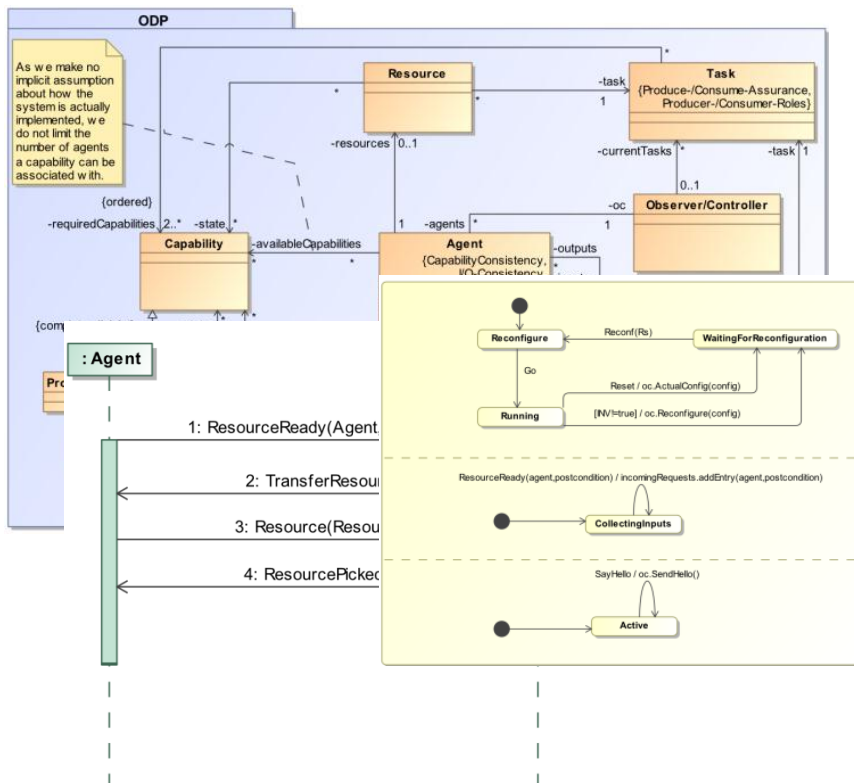 ODP
As we make no
implicit assumption
about how the
system is actually
implemented, we
do not limit the
number of agents
a capability can be
associated with.
Resource
Task
{Produce-/Consume-Assurance,
Producer-/Consumer-Roles}
*
*
*
-task
1
-resources
0..1
-currentTasks
*
-task
1
0..1
{ordered}
-requiredCapabilities
2..*
-state
*
1
-agents
*
-oc
1
Observer/Controller
Capability
-availableCapabilities
*
*
Agent
{CapabilityConsistency,
I/O-Consistency,
-outputs
*
*
*
: Agent
1: ResourceReady(Agent,
2:
3: Resource(
4:
Reconfigure
Reconf(Rs)
WaitingForReconfiguration
Go
Reset / oc.ActualConfig(config)
Running
[INV!=true] / oc.Reconfigure(config)
ResourceReady(agent,postcondition) / incomingRequests.addEntry(agent,postcondition)
CollectingInputs
SayHello / oc.SendHello()
Active